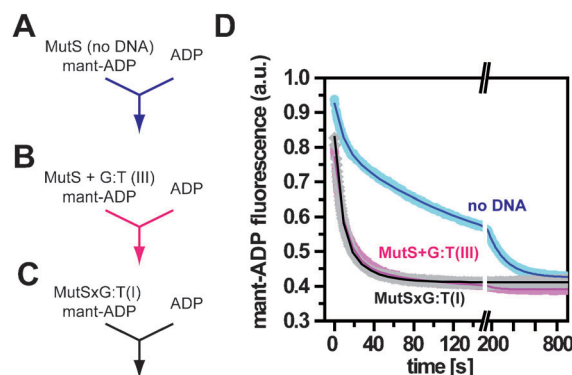 A
MutS (no DNA)
mant-ADP
ADP
B
MutS + G:T (III)
mant-ADP
ADP
C
MutSxG:T(I)
mant-ADP
ADP
D
mant-ADP fluorescence (a.u.)
1.0
0.9
0.8
0.7
0.6
0.5
0.4
0.3
no DNA
MutS+G:T(III)
MutSxG:T(I)
0 40 80 120 200 800
time [s]